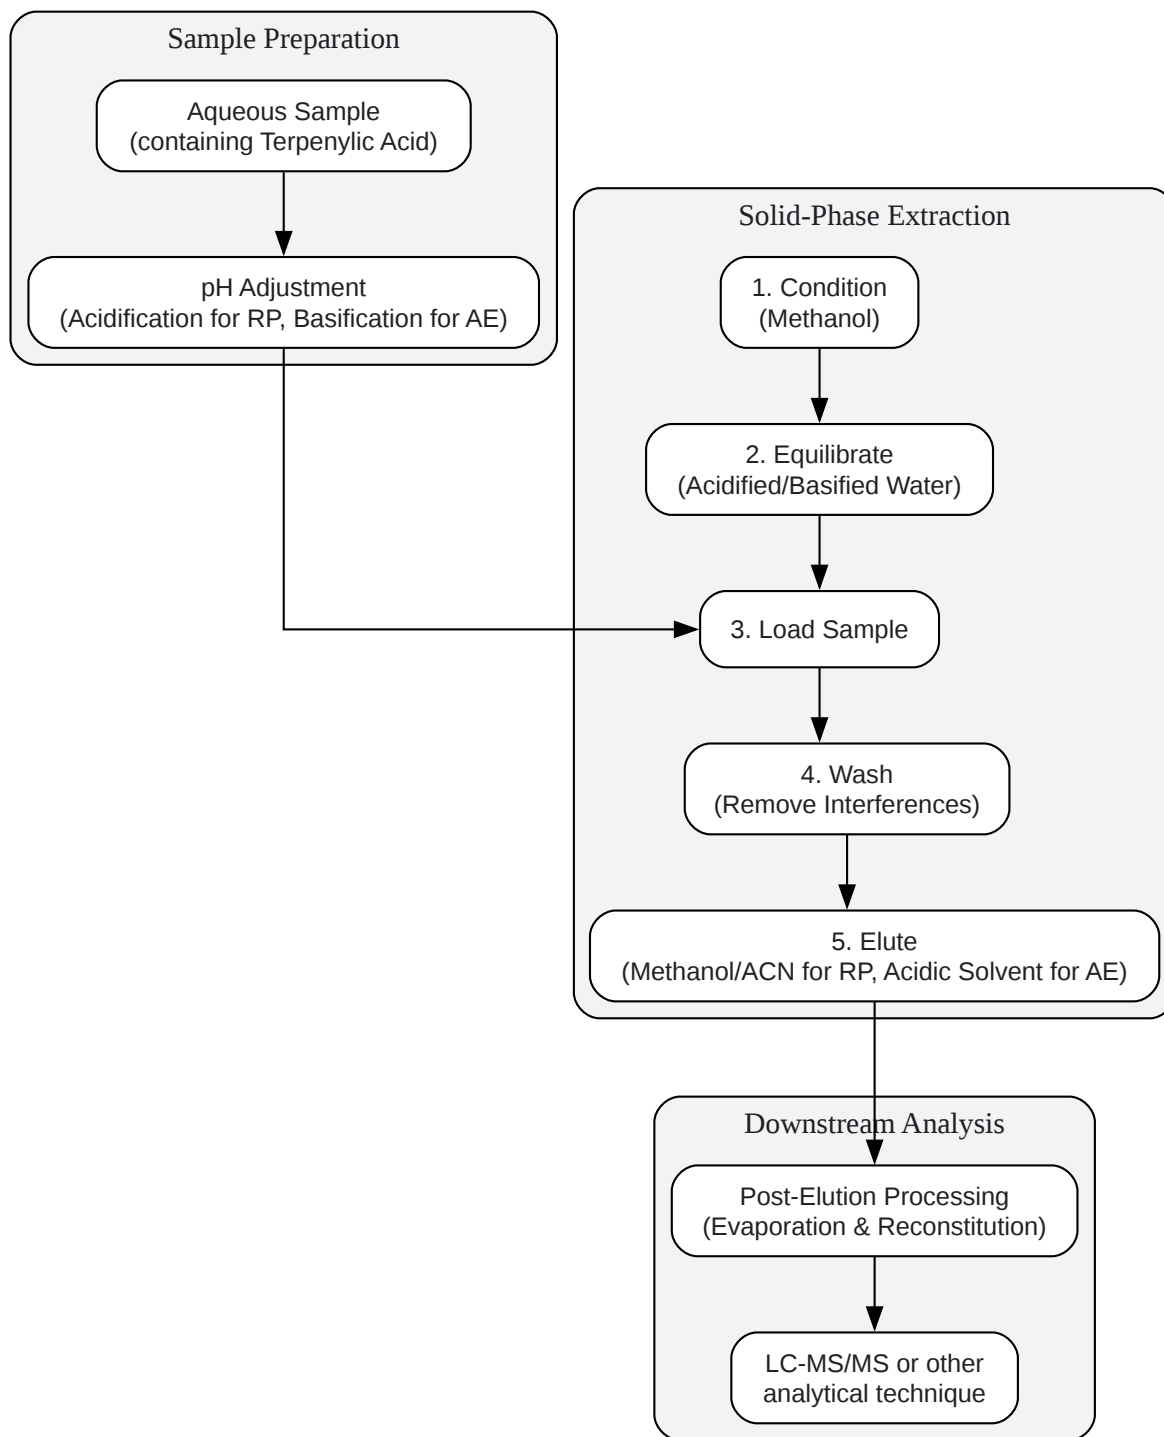 Sample Preparation
Aqueous Sample
(containing Terpenylic Acid)
pH Adjustment
(Acidification for RP, Basification for AE)
Solid-Phase Extraction
1. Condition
(Methanol)
2. Equilibrate
(Acidified/Basified Water)
3. Load Sample
4. Wash
(Remove Interferences)
5. Elute
(Methanol/ACN for RP, Acidic Solvent for AE)
Downstream Analysis
Post-Elution Processing
(Evaporation & Reconstitution)
LC-MS/MS or other
analytical technique